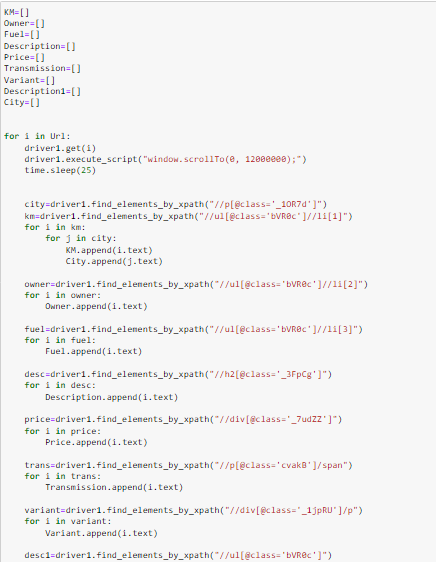 KM=[]
Owner=[]
Fuel=[]
Description=[]
Price=[]
Transmission=[]
Variant=[]
Description1=[]
City=[]
for i in Url:
    driver1.get(i)
    driver1.execute_script("window.scrollTo(0, 12000000);")
    time.sleep(25)
    city=driver1.find_elements_by_xpath("//p[@class='_1OR7d']")
    km=driver1.find_elements_by_xpath("//ul[@class='bVR0c']//li[1]")
    for i in km:
        for j in city:
            KM.append(i.text)
            City.append(j.text)
    owner=driver1.find_elements_by_xpath("//ul[@class='bVR0c']//li[2]")
    for i in owner:
        Owner.append(i.text)
    fuel=driver1.find_elements_by_xpath("//ul[@class='bVR0c']//li[3]")
    for i in fuel:
        Fuel.append(i.text)
    desc=driver1.find_elements_by_xpath("//h2[@class='_3FpCg']")
    for i in desc:
        Description.append(i.text)
    price=driver1.find_elements_by_xpath("//div[@class='_7udZZ']")
    for i in price:
        Price.append(i.text)
    trans=driver1.find_elements_by_xpath("//p[@class='cvakB']/span")
    for i in trans:
        Transmission.append(i.text)
    variant=driver1.find_elements_by_xpath("//div[@class='_1jpRU']/p")
    for i in variant:
        Variant.append(i.text)
    desc1=driver1.find_elements_by_xpath("//ul[@class='bVR0c']")